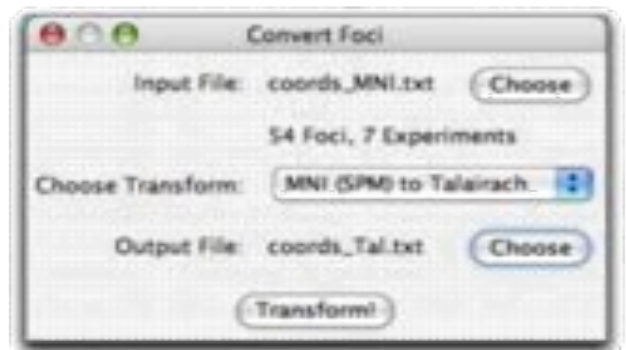 Convert Foci
Input File: coords_MNI.txt Choose
54 Foci, 7 Experiments
Choose Transform: MNI (SPM) to Talairach
Output File: coords_Tal.txt Choose
Transform!